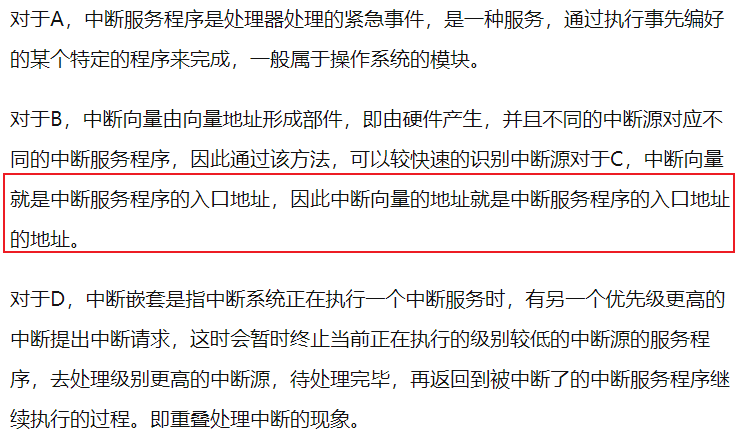 对于A，中断服务程序是处理器处理的紧急事件，是一种服务，通过执行事先编好
的某个特定的程序来完成，一般属于操作系统的模块。
对于B，中断向量由向量地址形成部件，即由硬件产生，并且不同的中断源对应不
同的中断服务程序，因此通过该方法，可以较快速的识别中断源对于C，中断向量
就是中断服务程序的入口地址，因此中断向量的地址就是中断服务程序的入口地址
的地址。
对于D，中断嵌套是指中断系统正在执行一个中断服务时，有另一个优先级更高的
中断提出中断请求，这时会暂时终止当前正在执行的级别较低的中断源的服务程
序，去处理级别更高的中断源，待处理完毕，再返回到被中断了的中断服务程序继
续执行的过程。即重叠处理中断的现象。